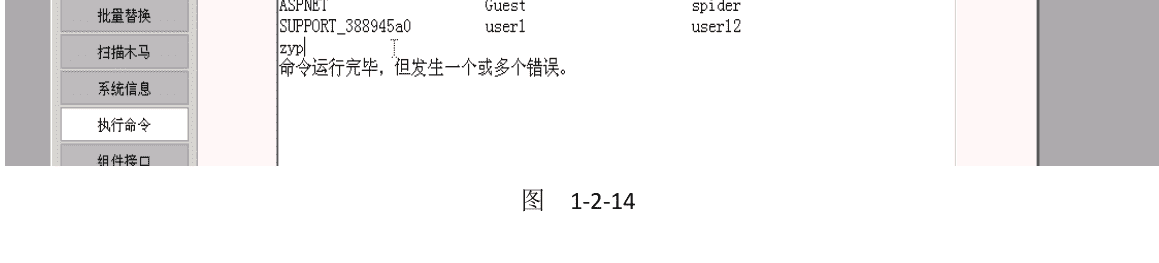 批量替换
扫描木马
系统信息
执行命令
组件接口
ASPNET Guest spider
SUPPORT_388945a0 user1 user12
zyp
命令运行完毕，但发生一个或多个错误。
图 1-2-14